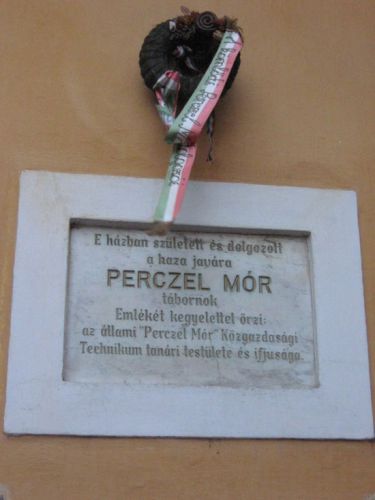 E házban született és dolgozott
a haza javára
PERCZEL MÓR
tábornok
Emlékét kegyelettel őrzi:
az állami "Perczel Mór" Közgazdasági
Technikum tanári testülete és ifjusága.